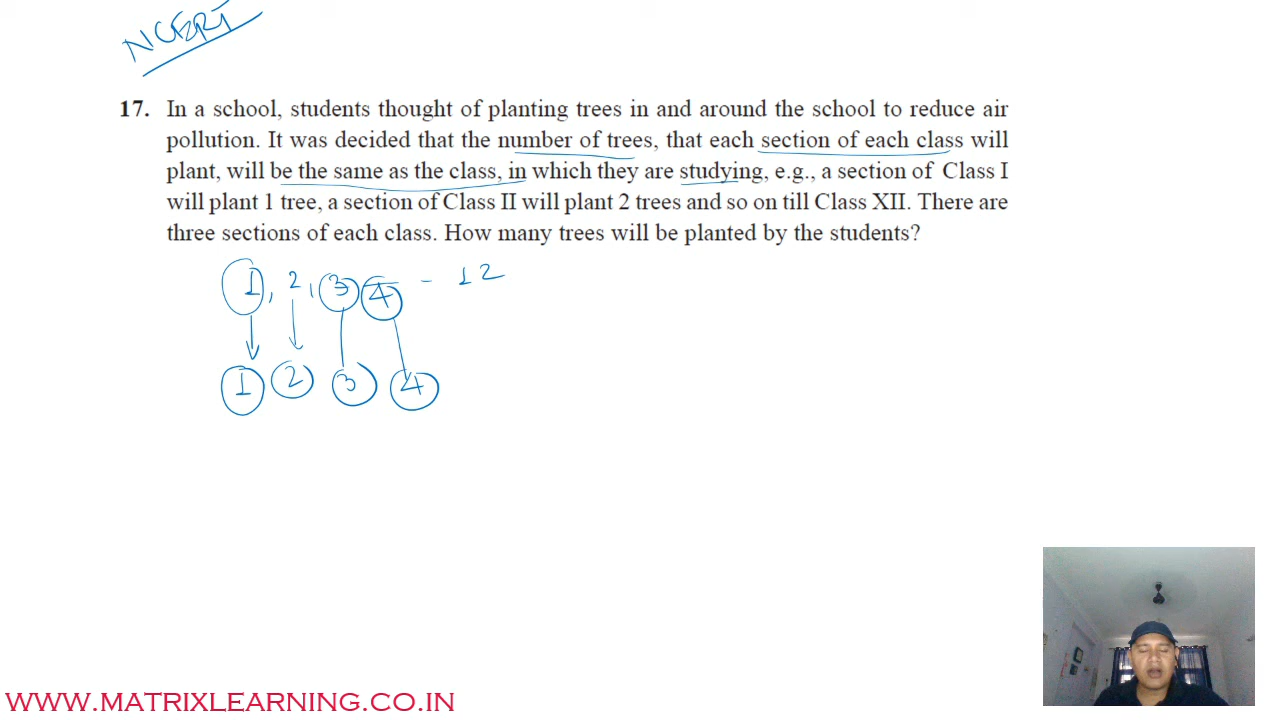 NCERT
17. In a school, students thought of planting trees in and around the school to reduce air
pollution. It was decided that the number of trees, that each section of each class will
plant, will be the same as the class, in which they are studying, e.g., a section of Class I
will plant 1 tree, a section of Class II will plant 2 trees and so on till Class XII. There are
three sections of each class. How many trees will be planted by the students?
1, 2, 3 4 - 12
1 2 3 4
WWW.MATRIXLEARNING.CO.IN